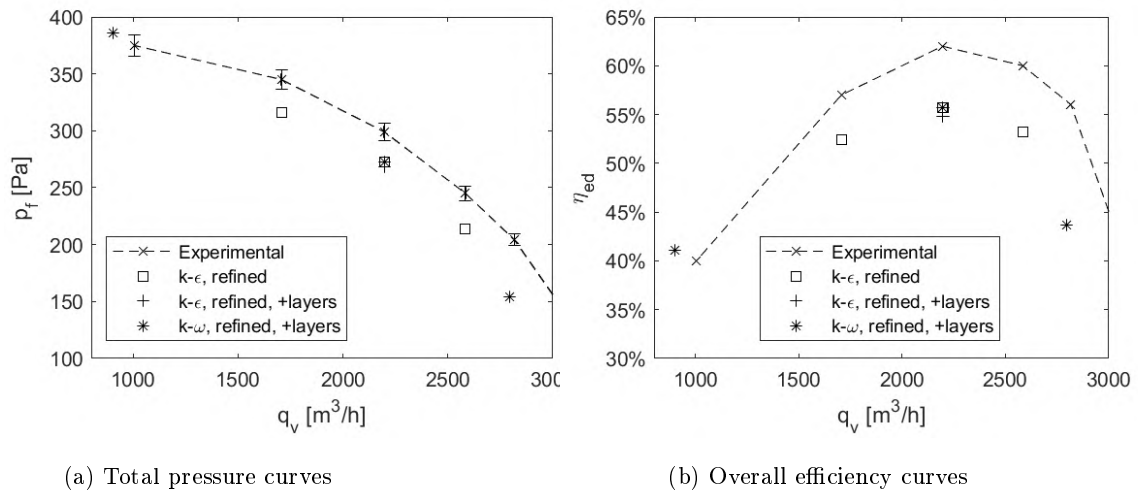 400
350
300
250
200
150
100
p_f [Pa]
Experimental
k-ϵ, refined
k-ϵ, refined, +layers
k-ω, refined, +layers
1000 1500 2000 2500 3000
q_v [m³/h]
(a) Total pressure curves
65%
60%
55%
50%
45%
40%
35%
30%
η_ed
Experimental
k-ϵ, refined
k-ϵ, refined, +layers
k-ω, refined, +layers
1000 1500 2000 2500 3000
q_v [m³/h]
(b) Overall efficiency curves